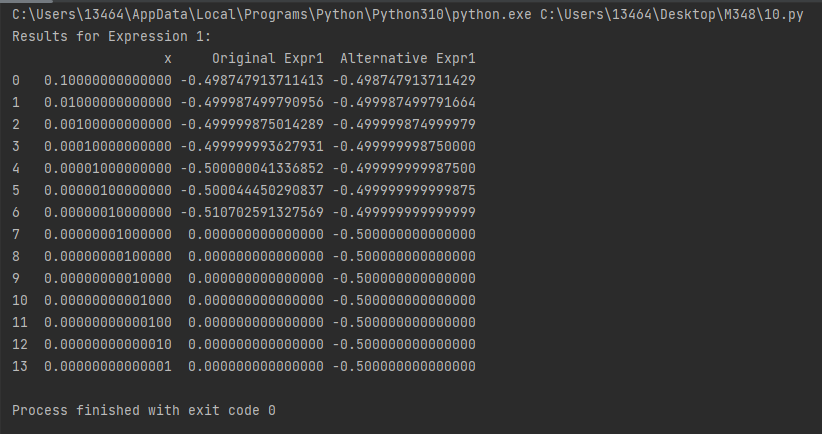 C:\Users\13464\AppData\Local\Programs\Python\Python310\python.exe C:\Users\13464\Desktop\M348\10.py
Results for Expression 1:
x Original Expr1 Alternative Expr1
0 0.10000000000000 -0.498747913711413 -0.498747913711429
1 0.01000000000000 -0.499987499790956 -0.499987499791664
2 0.00100000000000 -0.499999875014289 -0.499999874999979
3 0.00010000000000 -0.499999993627931 -0.499999998750000
4 0.00001000000000 -0.500000041336852 -0.499999999987500
5 0.00000100000000 -0.500044450290837 -0.499999999999875
6 0.00000010000000 -0.510702591327569 -0.499999999999999
7 0.00000001000000 0.000000000000000 -0.500000000000000
8 0.00000000100000 0.000000000000000 -0.500000000000000
9 0.00000000010000 0.000000000000000 -0.500000000000000
10 0.00000000001000 0.000000000000000 -0.500000000000000
11 0.00000000000100 0.000000000000000 -0.500000000000000
12 0.00000000000010 0.000000000000000 -0.500000000000000
13 0.00000000000001 0.000000000000000 -0.500000000000000
Process finished with exit code 0